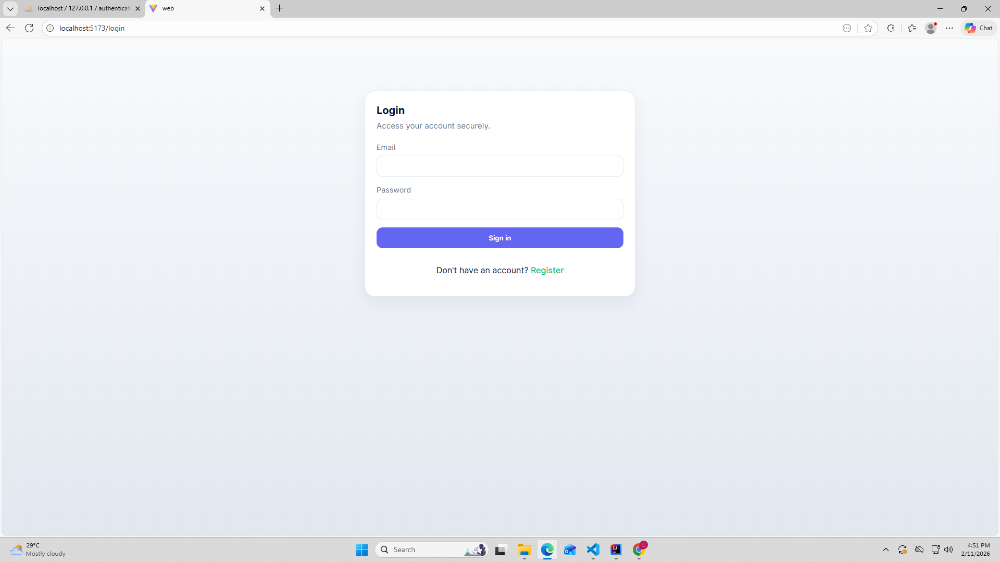 localhost / 127.0.0.1 / authenticat
web
localhost:5173/login
Chat
Login
Access your account securely.
Email
Password
Sign in
Don't have an account? Register
29°C
Mostly cloudy
Search
4:51 PM
2/11/2026